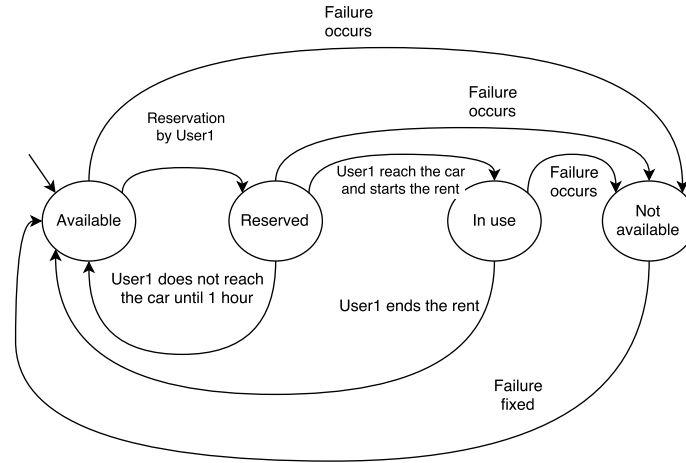 Failure
occurs
Failure
occurs
Reservation
by User1
User1 reach the car
and starts the rent
Failure
occurs
Available
Reserved
In use
Not
available
User1 does not reach
the car until 1 hour
User1 ends the rent
Failure
fixed